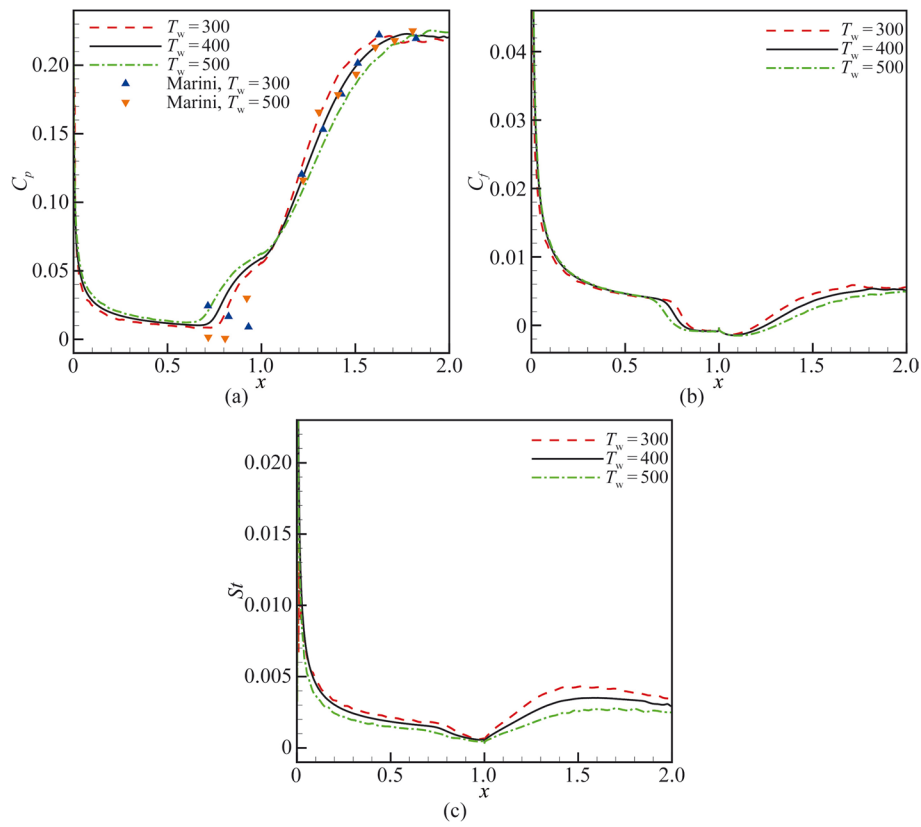 T_w = 300
T_w = 400
T_w = 500
Marini, T_w = 300
Marini, T_w = 500
0.20
0.15
0.10
0.05
0
C_p
0 0.5 1.0 1.5 2.0
x
(a)
T_w = 300
T_w = 400
T_w = 500
0.04
0.02
0.006
0
C_f
0 0.5 1.0 1.5 2.0
x
(b)
T_w = 300
T_w = 400
T_w = 500
0.020
0.015
0.010
0.005
0
St
0 0.5 1.0 1.5 2.0
x
(c)